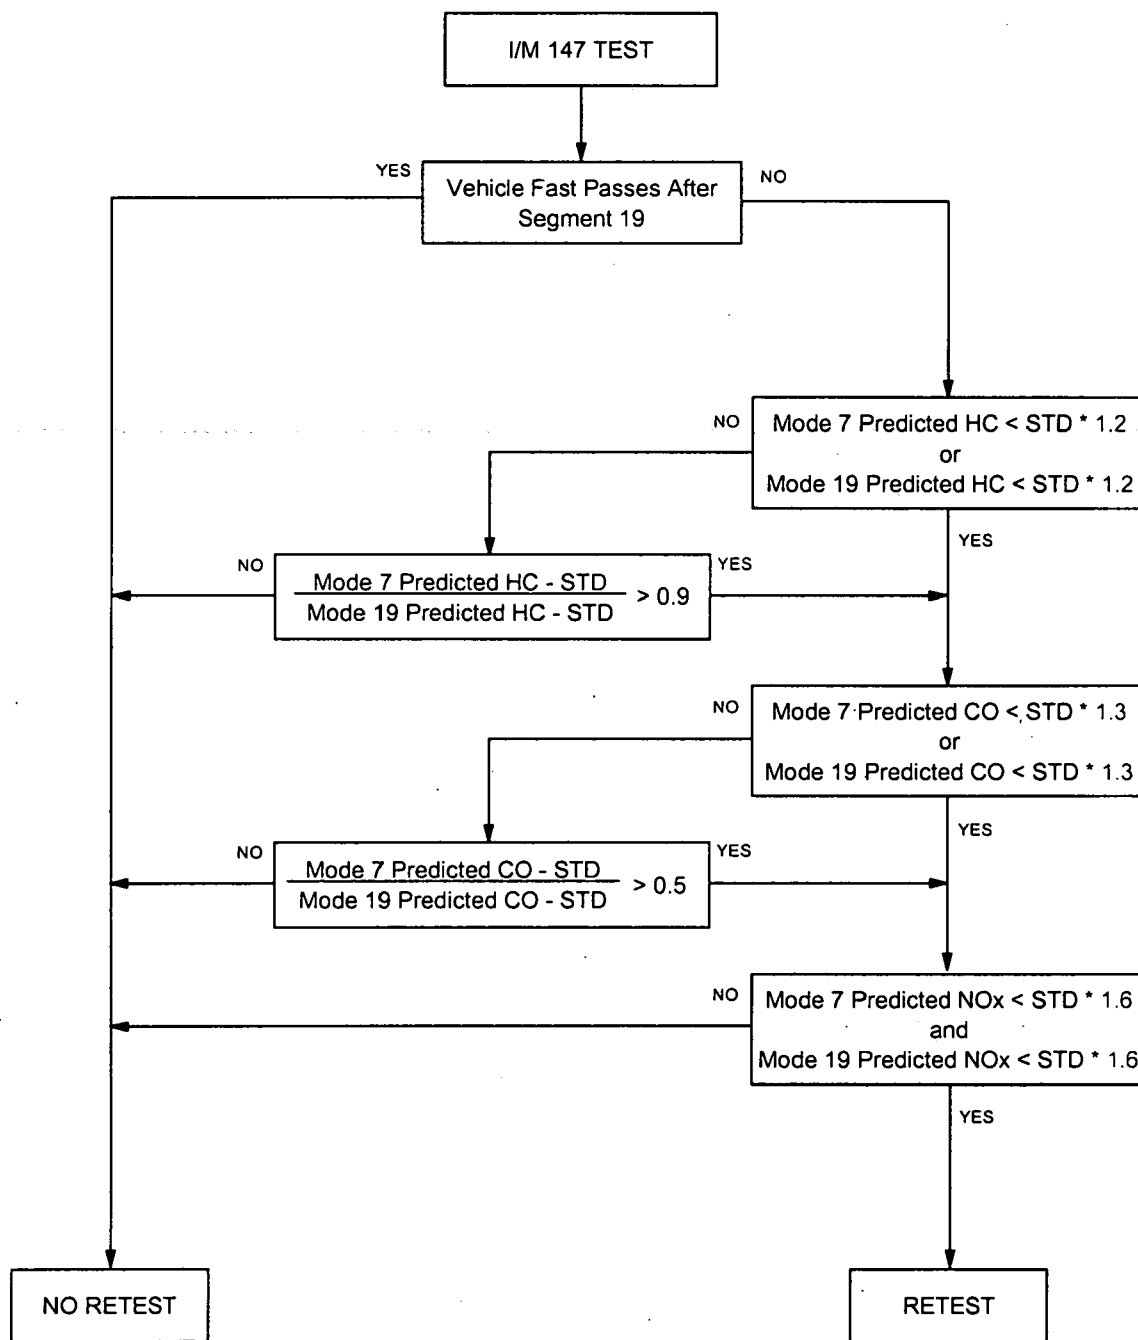 I/M 147 TEST
YES
NO
Vehicle Fast Passes After
Segment 19
NO
Mode 7 Predicted HC < STD * 1.2
or
Mode 19 Predicted HC < STD * 1.2
YES
NO
YES
Mode 7 Predicted HC - STD
> 0.9
Mode 19 Predicted HC - STD
NO
Mode 7 Predicted CO < STD * 1.3
or
Mode 19 Predicted CO < STD * 1.3
YES
NO
YES
Mode 7 Predicted CO - STD
> 0.5
Mode 19 Predicted CO - STD
NO
Mode 7 Predicted NOx < STD * 1.6
and
Mode 19 Predicted NOx < STD * 1.6
YES
NO RETEST
RETEST